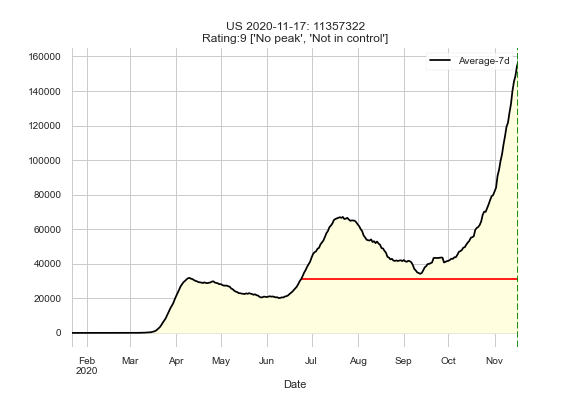 US 2020-11-17: 11357322
Rating:9 ['No peak', 'Not in control']
Average-7d
160000
140000
120000
100000
80000
60000
40000
20000
0
Feb Mar Apr May Jun Jul Aug Sep Oct Nov
2020
Date